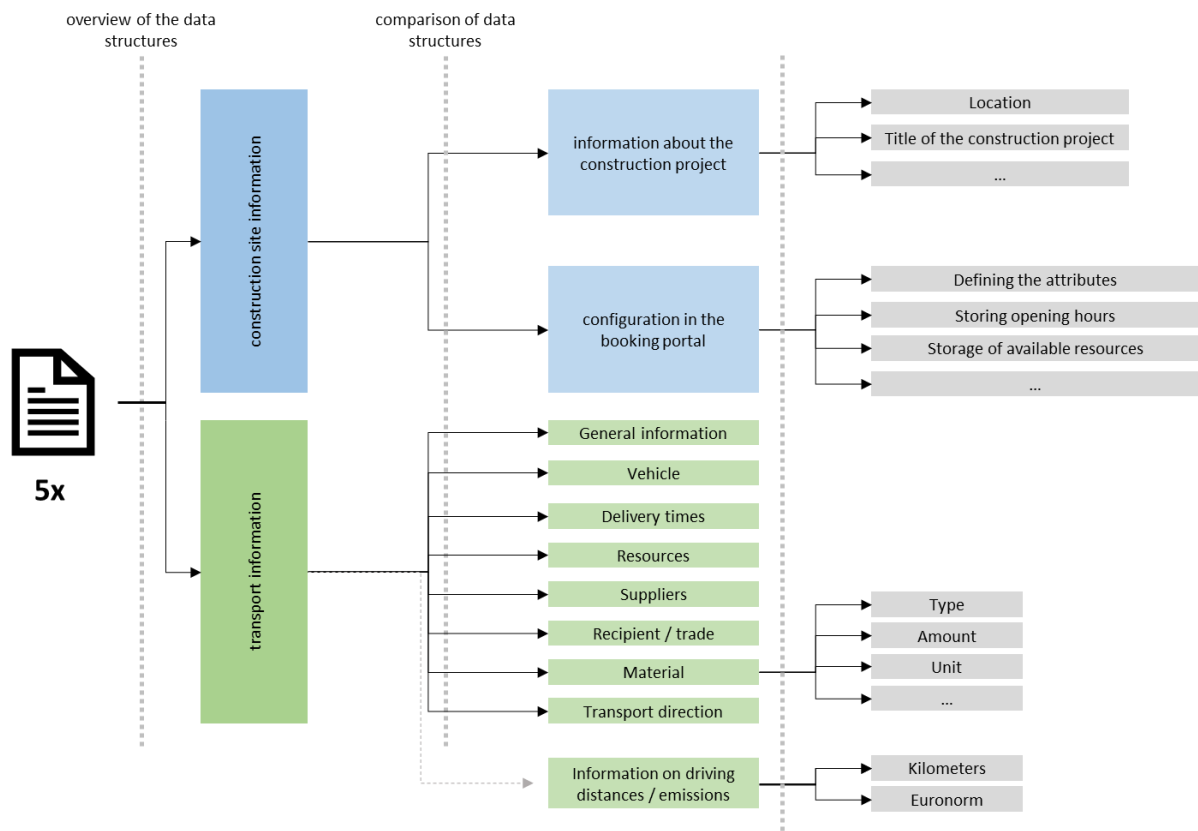 overview of the data
structures
comparison of data
structures
construction site information
information about the
construction project
Location
Title of the construction project
...
configuration in the
booking portal
Defining the attributes
Storing opening hours
Storage of available resources
...
5x
transport information
General information
Vehicle
Delivery times
Resources
Suppliers
Recipient / trade
Material
Transport direction
Type
Amount
Unit
...
Information on driving
distances / emissions
Kilometers
Euronorm